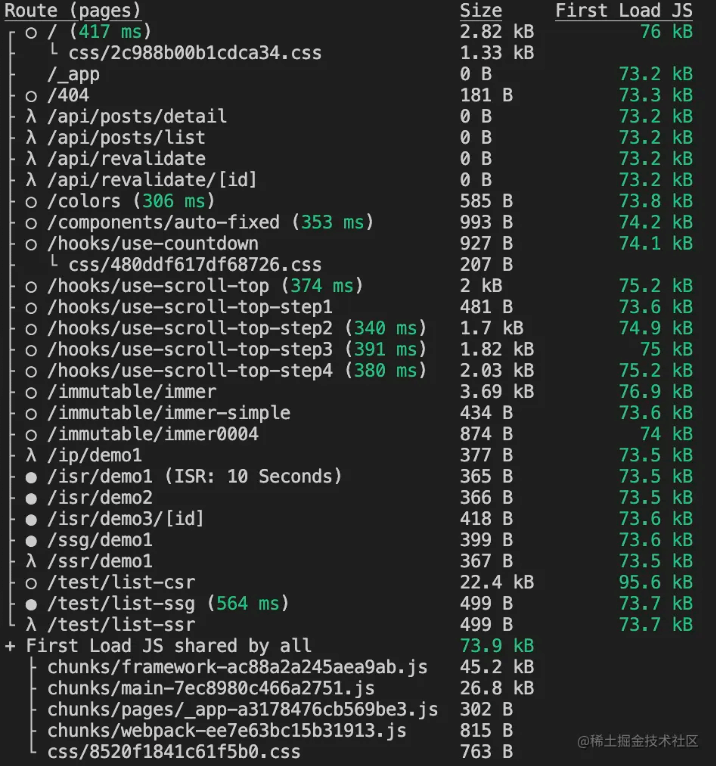 Route (pages) Size First Load JS
┌ ○ / (417 ms) 2.82 kB 76 kB
├   └ css/2c988b00b1cdca34.css 1.33 kB
├   /_app 0 B 73.2 kB
├ ○ /404 181 B 73.3 kB
├ λ /api/posts/detail 0 B 73.2 kB
├ λ /api/posts/list 0 B 73.2 kB
├ λ /api/revalidate 0 B 73.2 kB
├ λ /api/revalidate/[id] 0 B 73.2 kB
├ ○ /colors (306 ms) 585 B 73.8 kB
├ ○ /components/auto-fixed (353 ms) 993 B 74.2 kB
├ ○ /hooks/use-countdown 927 B 74.1 kB
├   └ css/480ddf617df68726.css 207 B
├ ○ /hooks/use-scroll-top (374 ms) 2 kB 75.2 kB
├ ○ /hooks/use-scroll-top-step1 481 B 73.6 kB
├ ○ /hooks/use-scroll-top-step2 (340 ms) 1.7 kB 74.9 kB
├ ○ /hooks/use-scroll-top-step3 (391 ms) 1.82 kB 75 kB
├ ○ /hooks/use-scroll-top-step4 (380 ms) 2.03 kB 75.2 kB
├ ○ /immutable/immer 3.69 kB 76.9 kB
├ ○ /immutable/immer-simple 434 B 73.6 kB
├ ○ /immutable/immer0004 874 B 74 kB
├ λ /ip/demo1 377 B 73.5 kB
├ ● /isr/demo1 (ISR: 10 Seconds) 365 B 73.5 kB
├ ● /isr/demo2 366 B 73.5 kB
├ ● /isr/demo3/[id] 418 B 73.6 kB
├ ● /ssg/demo1 399 B 73.6 kB
├ λ /ssr/demo1 367 B 73.5 kB
├ ○ /test/list-csr 22.4 kB 95.6 kB
├ ● /test/list-ssg (564 ms) 499 B 73.7 kB
└ λ /test/list-ssr 499 B 73.7 kB
+ First Load JS shared by all 73.9 kB
├ chunks/framework-ac88a2a245aea9ab.js 45.2 kB
├ chunks/main-7ec8980c466a2751.js 26.8 kB
├ chunks/pages/_app-a3178476cb569be3.js 302 B
├ chunks/webpack-ee7e63bc15b31913.js 815 B
└ css/8520f1841c61f5b0.css 763 B
@稀土掘金技术社区